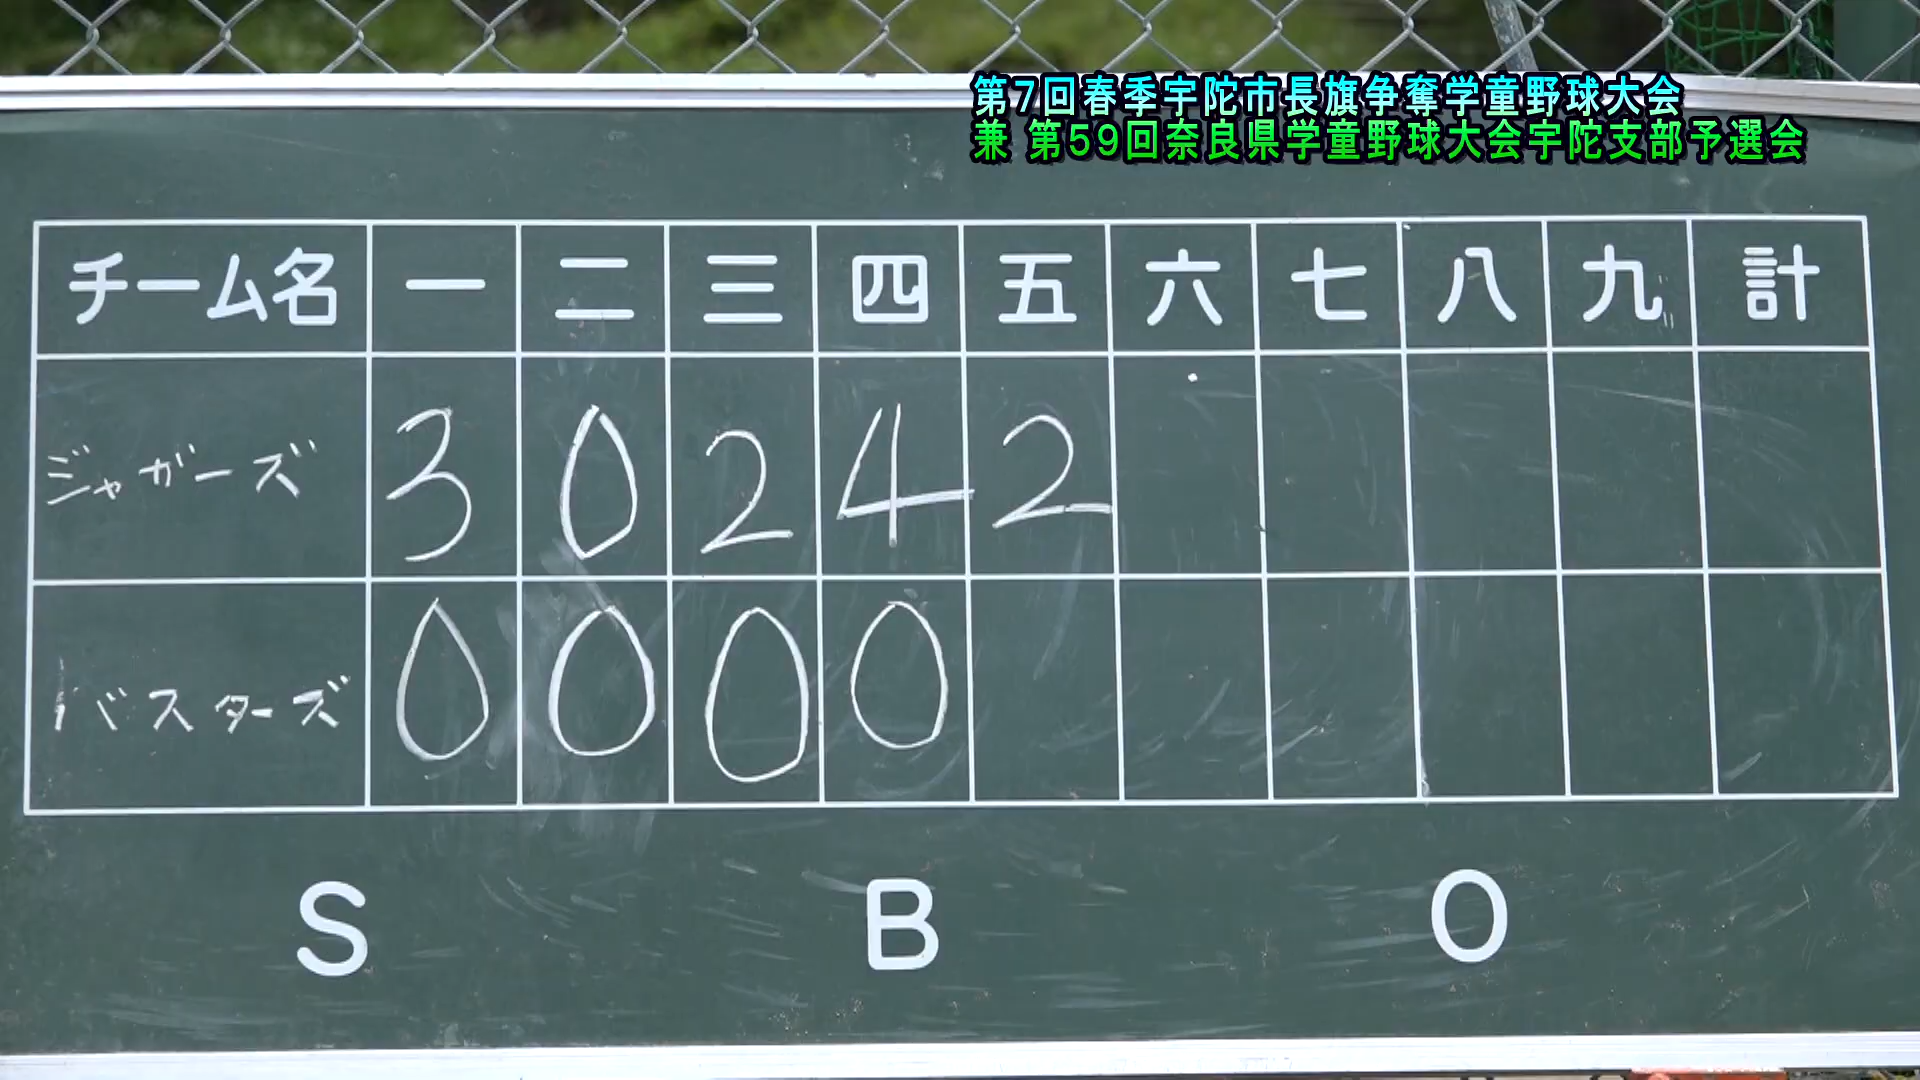 第7回春季宇陀市長旗争奪学童野球大会
兼 第59回奈良県学童野球大会宇陀支部予選会
チーム名 一 二 三 四 五 六 七 八 九 計
ジャガーズ 3 0 2 4 2
バスターズ 0 0 0 0
S B O